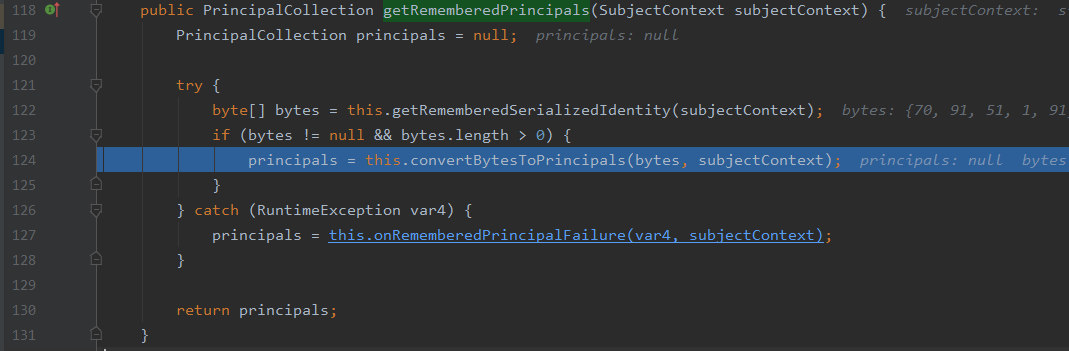 118 public PrincipalCollection getRememberedPrincipals(SubjectContext subjectContext) { subjectContext: s
119 PrincipalCollection principals = null; principals: null
120
121 try {
122 byte[] bytes = this.getRememberedSerializedIdentity(subjectContext); bytes: {70, 91, 51, 1, 91,
123 if (bytes != null && bytes.length > 0) {
124 principals = this.convertBytesToPrincipals(bytes, subjectContext); principals: null bytes
125 }
126 } catch (RuntimeException var4) {
127 principals = this.onRememberedPrincipalFailure(var4, subjectContext);
128 }
129
130 return principals;
131 }